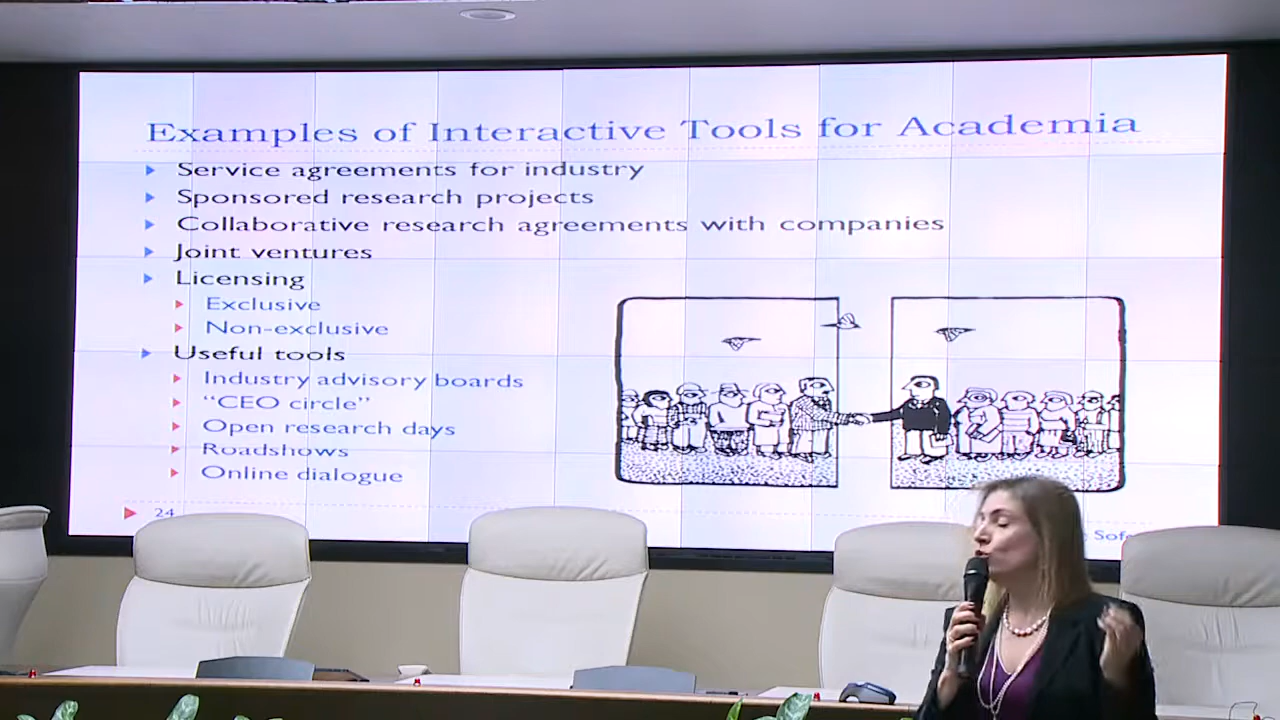 Examples of Interactive Tools for Academia
Service agreements for industry
Sponsored research projects
Collaborative research agreements with companies
Joint ventures
Licensing
Exclusive
Non-exclusive
Useful tools
Industry advisory boards
“CEO circle”
Open research days
Roadshows
Online dialogue
24